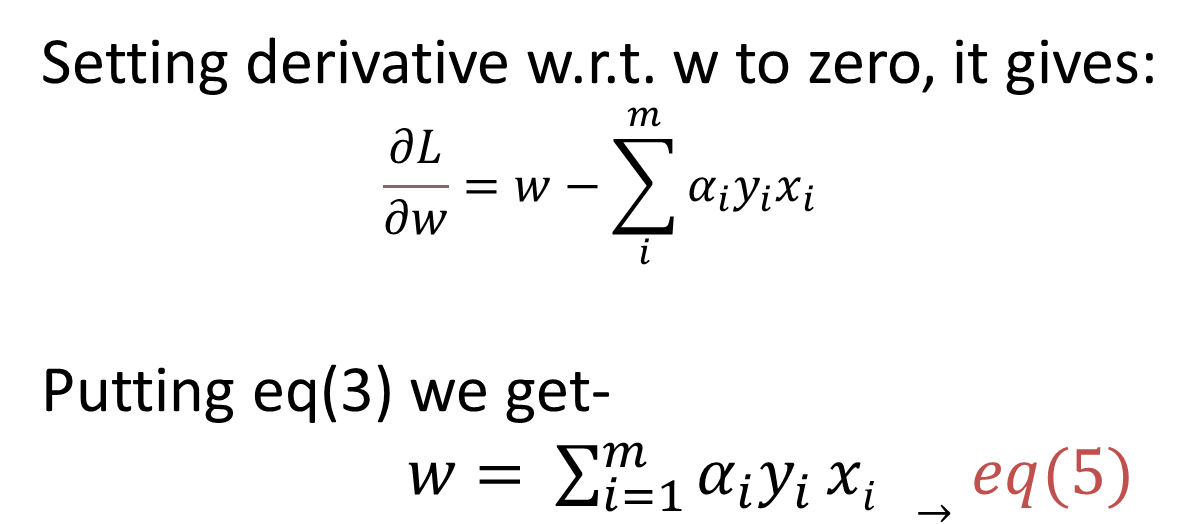 Setting derivative w.r.t. w to zero, it gives:
∂L/∂w = w − ∑_i^m α_i y_i x_i
Putting eq(3) we get-
w = ∑_{i=1}^m α_i y_i x_i → eq(5)